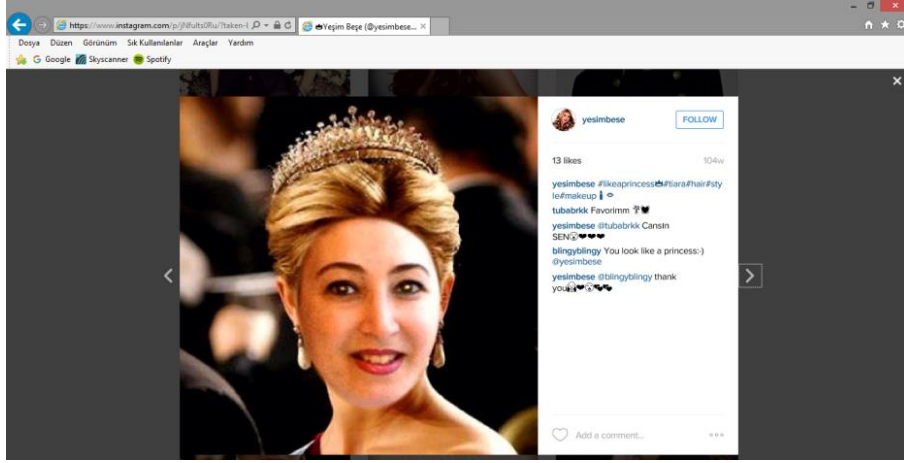 https://www.instagram.com/p/jNfults0Ru/?taken-l
Yeşim Beşe (@yesimbese...
Dosya Düzen Görünüm Sık Kullanılanlar Araçlar Yardım
Google Skyscanner Spotify
yesimbese FOLLOW
13 likes 104w
yesimbese #likeaprincess👑#tiara#hair#sty
le#makeup
tubabrkk Favorimm
yesimbese @tubabrkk Cansın
SEN
blingyblingy You look like a princess:-)
@yesimbese
yesimbese @blingyblingy thank
you
Add a comment...